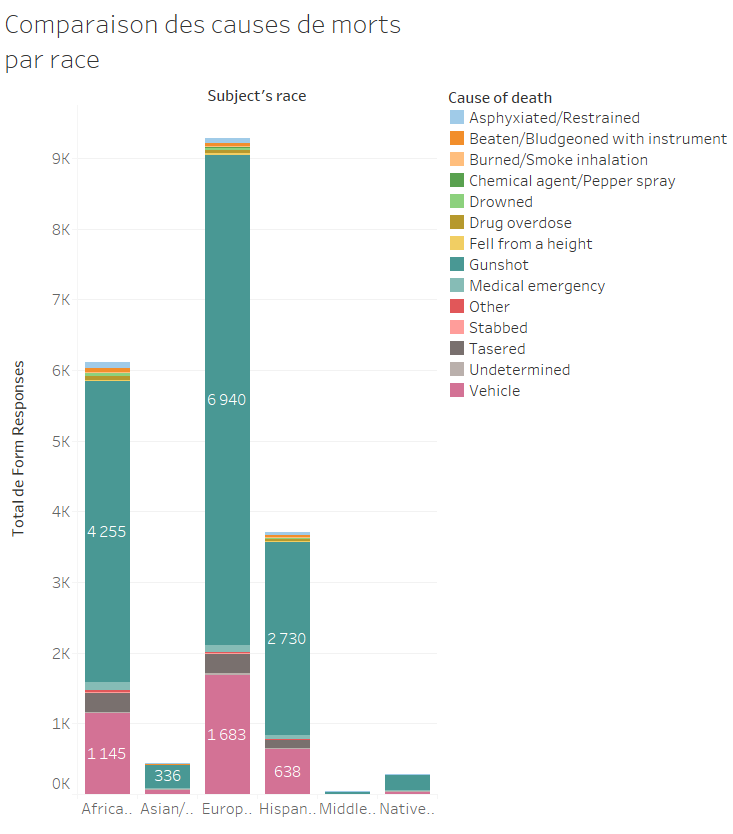 Comparaison des causes de morts
par race
Subject's race
Cause of death
Asphyxiated/Restrained
Beaten/Bludgeoned with instrument
Burned/Smoke inhalation
Chemical agent/Pepper spray
Drowned
Drug overdose
Fell from a height
Gunshot
Medical emergency
Other
Stabbed
Tasered
Undetermined
Vehicle
Total de Form Responses
9K
8K
7K
6K
5K
4K
3K
2K
1K
0K
6 940
4 255
2 730
1 683
1 145
638
336
Africa.. Asian/.. Europ.. Hispan.. Middle.. Native..